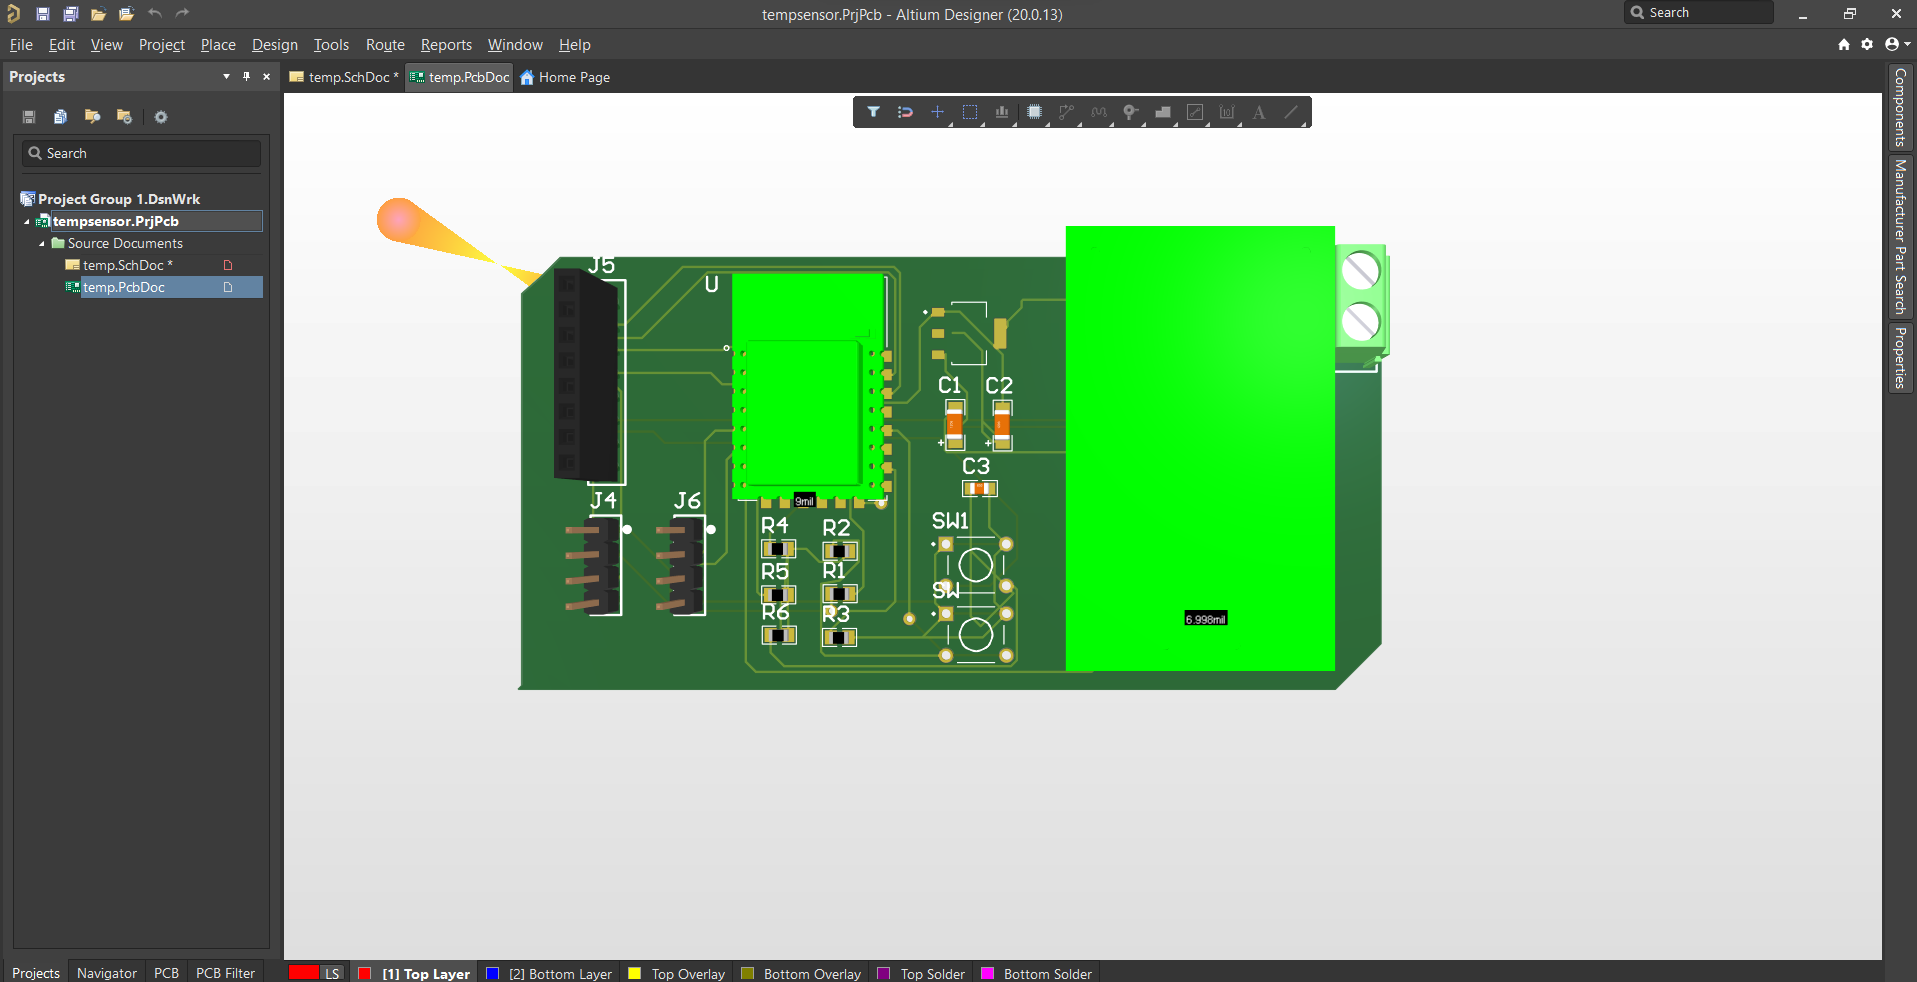 tempsensor.PrjPcb - Altium Designer (20.0.13)
Search
File Edit View Project Place Design Tools Route Reports Window Help
Projects
temp.SchDoc *
temp.PcbDoc
Home Page
Search
Project Group 1.DsnWrk
tempsensor.PrjPcb
Source Documents
temp.SchDoc *
temp.PcbDoc
Components
Manufacturer Part Search
Properties
J5
U
C1
C2
C3
J4
J6
9mil
R4
R2
SW1
R5
R1
SW
R6
R3
6.998mil
Projects Navigator PCB PCB Filter
LS [1] Top Layer [2] Bottom Layer Top Overlay Bottom Overlay Top Solder Bottom Solder